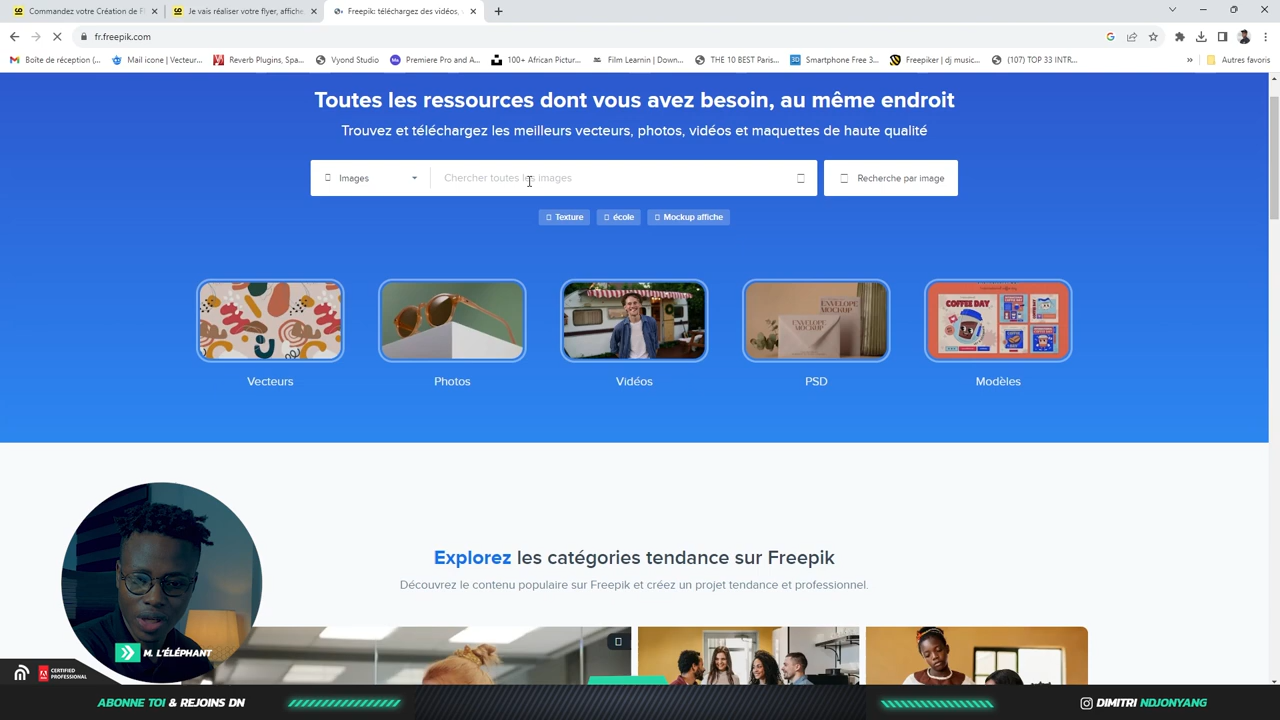 Commandez votre Création de F
Je vais réaliser votre flyer, affiche
Freepik: téléchargez des vidéos, v
fr.freepik.com
Boîte de réception (...
Mail icone | Vecteur...
Reverb Plugins, Spa...
Vyond Studio
Premiere Pro and A...
100+ African Pictur...
Film Learnin | Down...
THE 10 BEST Paris...
Smartphone Free 3...
Freepiker | dj music...
(107) TOP 33 INTR...
»
Autres favoris
Toutes les ressources dont vous avez besoin, au même endroit
Trouvez et téléchargez les meilleurs vecteurs, photos, vidéos et maquettes de haute qualité
Images
Chercher toutes les images
Recherche par image
Texture
école
Mockup affiche
ENVELOPE
MOCKUP
COFFEE DAY
Vecteurs
Photos
Vidéos
PSD
Modèles
Explorez les catégories tendance sur Freepik
Découvrez le contenu populaire sur Freepik et créez un projet tendance et professionnel.
M. L'ÉLÉPHANT
CERTIFIED
PROFESSIONAL
ABONNE TOI & REJOINS DN
DIMITRI NDJONYANG